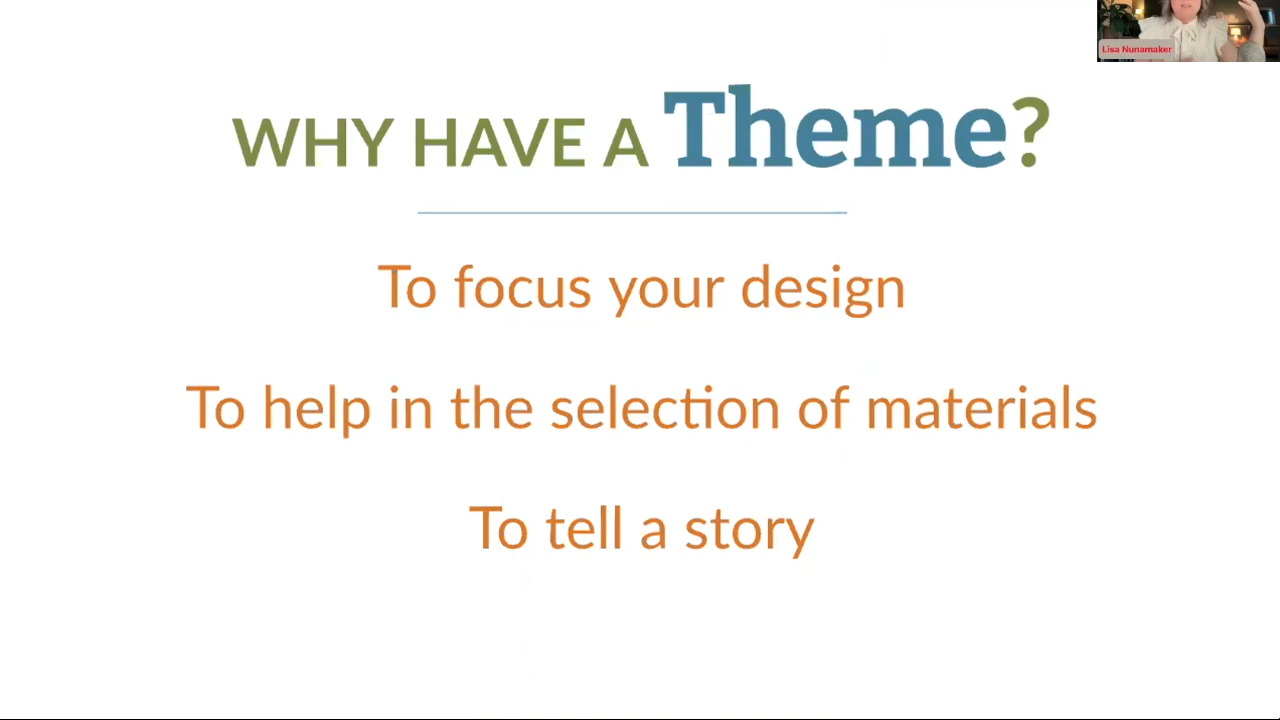 Lisa Nunamaker
WHY HAVE A Theme?
To focus your design
To help in the selection of materials
To tell a story